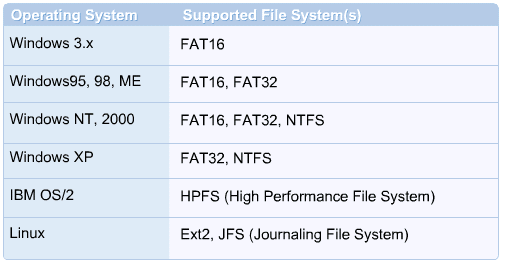 Operating System Supported File System(s)
Windows 3.x FAT16
Windows95, 98, ME FAT16, FAT32
Windows NT, 2000 FAT16, FAT32, NTFS
Windows XP FAT32, NTFS
IBM OS/2 HPFS (High Performance File System)
Linux Ext2, JFS (Journaling File System)